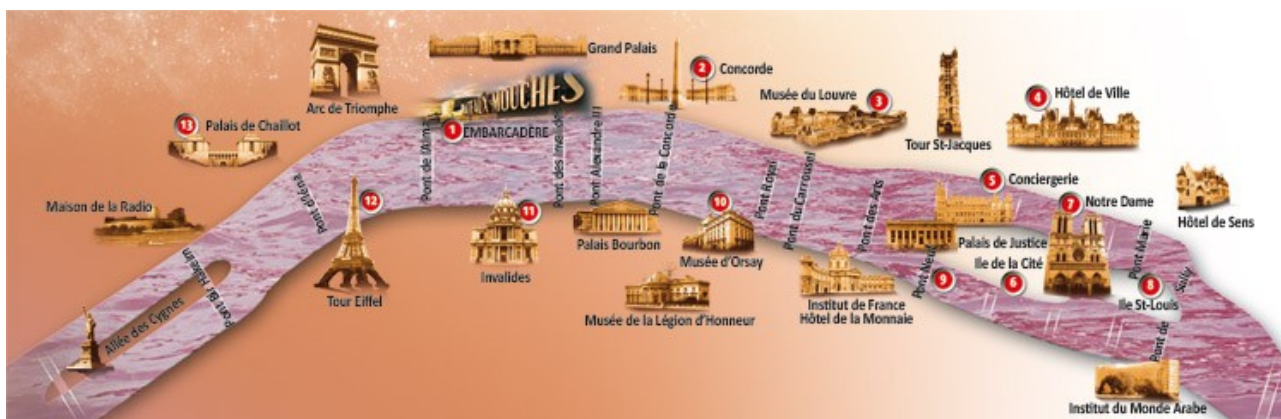 Grand Palais
2
Concorde
Arc de Triomphe
MOUCHES
1
EMBARCADÈRE
13
Palais de Chaillot
Musée du Louvre
3
Tour St-Jacques
4
Hôtel de Ville
Hôtel de Sens
Maison de la Radio
Pont d'Iéna
12
Tour Eiffel
Pont de l'Alma
11
Invalides
Pont des Invalides
Pont Alexandre III
Pont de la Concorde
Palais Bourbon
10
Musée d'Orsay
Musée de la Légion d'Honneur
Pont Royal
Pont du Carrousel
Pont des Arts
5
Conciergerie
7
Notre Dame
Palais de Justice
Ile de la Cité
6
Pont Neuf
9
Institut de France
Hôtel de la Monnaie
Pont Marie
8
Ile St-Louis
Pont de Sully
Institut du Monde Arabe
Allée des Cygnes